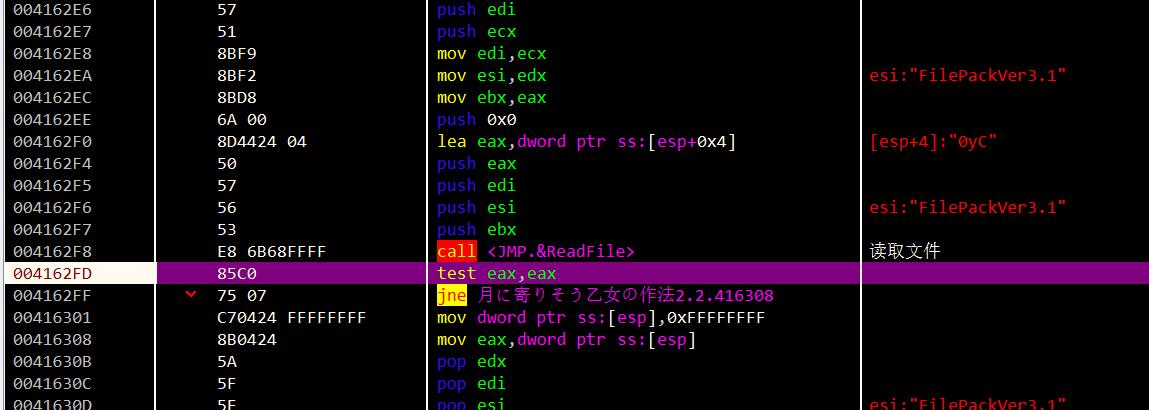 004162E6 57 push edi
004162E7 51 push ecx
004162E8 8BF9 mov edi,ecx
004162EA 8BF2 mov esi,edx esi:"FilePackVer3.1"
004162EC 8BD8 mov ebx,eax
004162EE 6A 00 push 0x0
004162F0 8D4424 04 lea eax,dword ptr ss:[esp+0x4] [esp+4]:"0yC"
004162F4 50 push eax
004162F5 57 push edi
004162F6 56 push esi esi:"FilePackVer3.1"
004162F7 53 push ebx
004162F8 E8 6B68FFFF call <JMP.&ReadFile> 读取文件
004162FD 85C0 test eax,eax
004162FF 75 07 jne 月に寄りそう乙女の作法2.2.416308
00416301 C70424 FFFFFFFF mov dword ptr ss:[esp],0xFFFFFFFF
00416308 8B0424 mov eax,dword ptr ss:[esp]
0041630B 5A pop edx
0041630C 5F pop edi
0041630D 5E pop esi esi:"FilePackVer3.1"